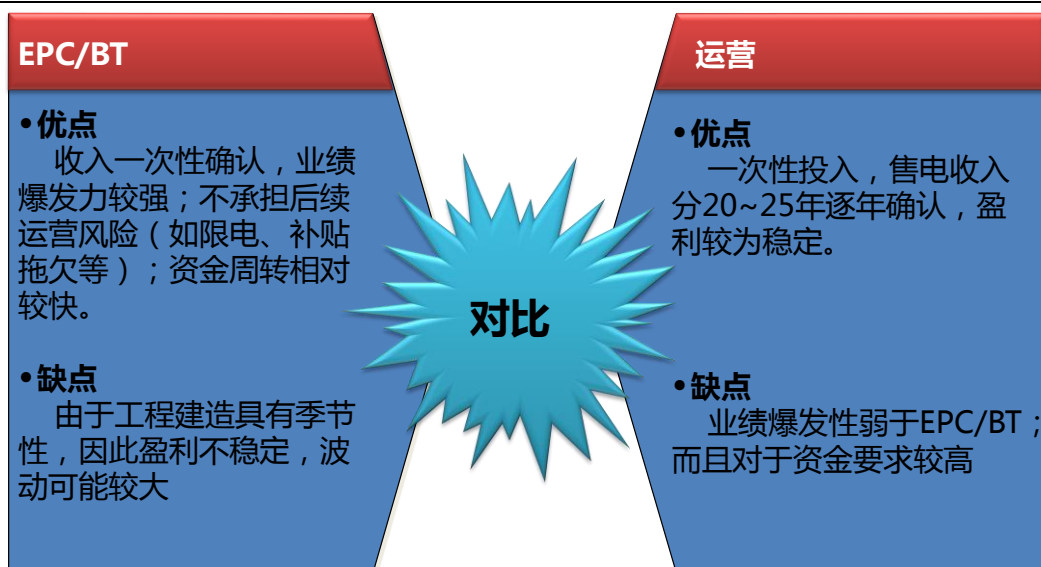 EPC/BT
•优点
收入一次性确认，业绩
爆发力较强；不承担后续
运营风险（如限电、补贴
拖欠等）；资金周转相对
较快。
•缺点
由于工程建造具有季节
性，因此盈利不稳定，波
动可能较大
对比
运营
•优点
一次性投入，售电收入
分20~25年逐年确认，盈
利较为稳定。
•缺点
业绩爆发性弱于EPC/BT；
而且对于资金要求较高